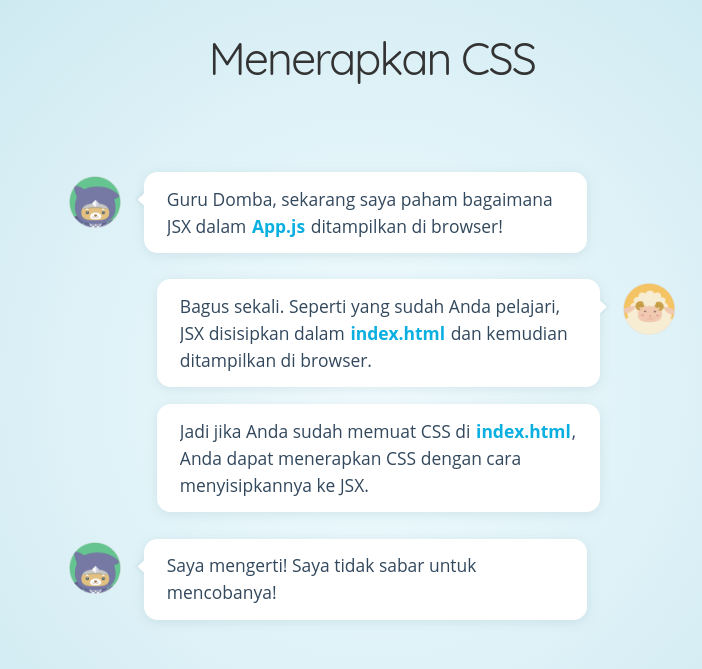 Menerapkan CSS
Guru Domba, sekarang saya paham bagaimana
JSX dalam App.js ditampilkan di browser!
Bagus sekali. Seperti yang sudah Anda pelajari,
JSX disisipkan dalam index.html dan kemudian
ditampilkan di browser.
Jadi jika Anda sudah memuat CSS di index.html,
Anda dapat menerapkan CSS dengan cara
menyisipkannya ke JSX.
Saya mengerti! Saya tidak sabar untuk
mencobanya!